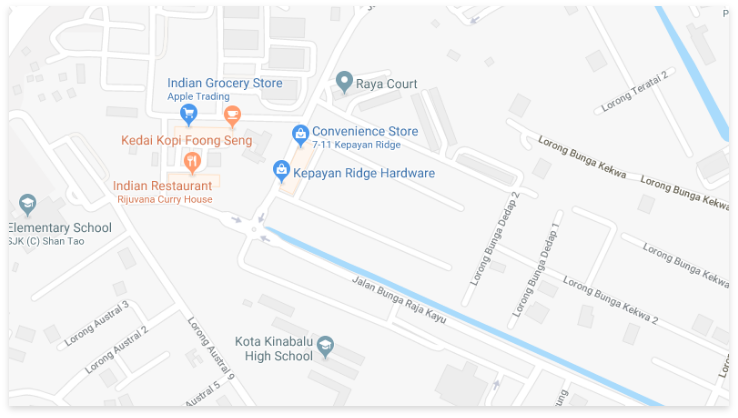 P
Indian Grocery Store
Apple Trading
Raya Court
Lorong Teratal 2
Kedai Kopi Foong Seng
Convenience Store
7-11 Kepayan Ridge
Lorong Bunga Kekwa
Lorong Bunga Kekwa
Indian Restaurant
Rijuvana Curry House
Kepayan Ridge Hardware
Elementary School
SJK (C) Shan Tao
Lorong Bunga Dedap 2
Lorong Bunga Dedap 1
Lorong Bunga Kekwa
Lorong Bunga Kekwa 2
Jalan Bunga Raja Kayu
Lorong Austral 3
Lorong Austral 2
Lorong Austral 9
Austral 5
Kota Kinabalu
High School
Lorong
ung